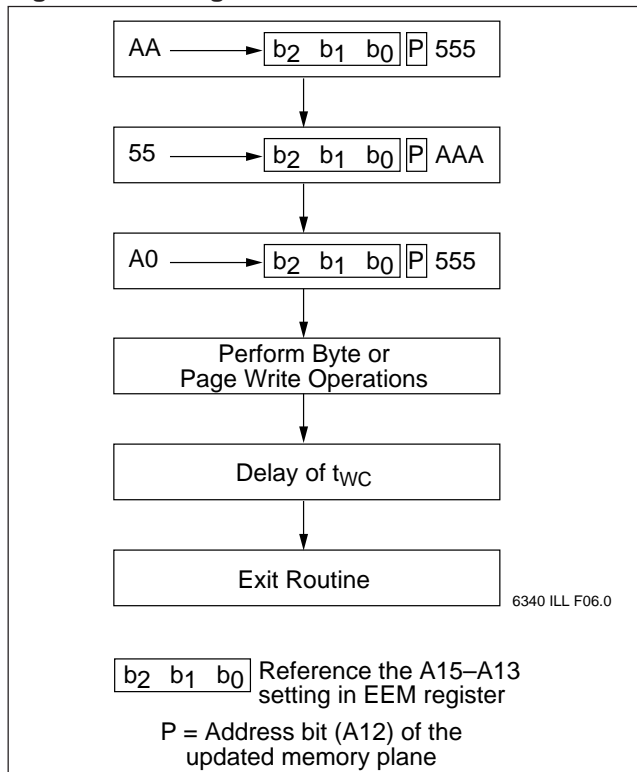 AA b2 b1 b0 P 555
55 b2 b1 b0 P AAA
A0 b2 b1 b0 P 555
Perform Byte or
Page Write Operations
Delay of tWC
Exit Routine
6340 ILL F06.0
b2 b1 b0 Reference the A15–A13
setting in EEM register
P = Address bit (A12) of the
updated memory plane